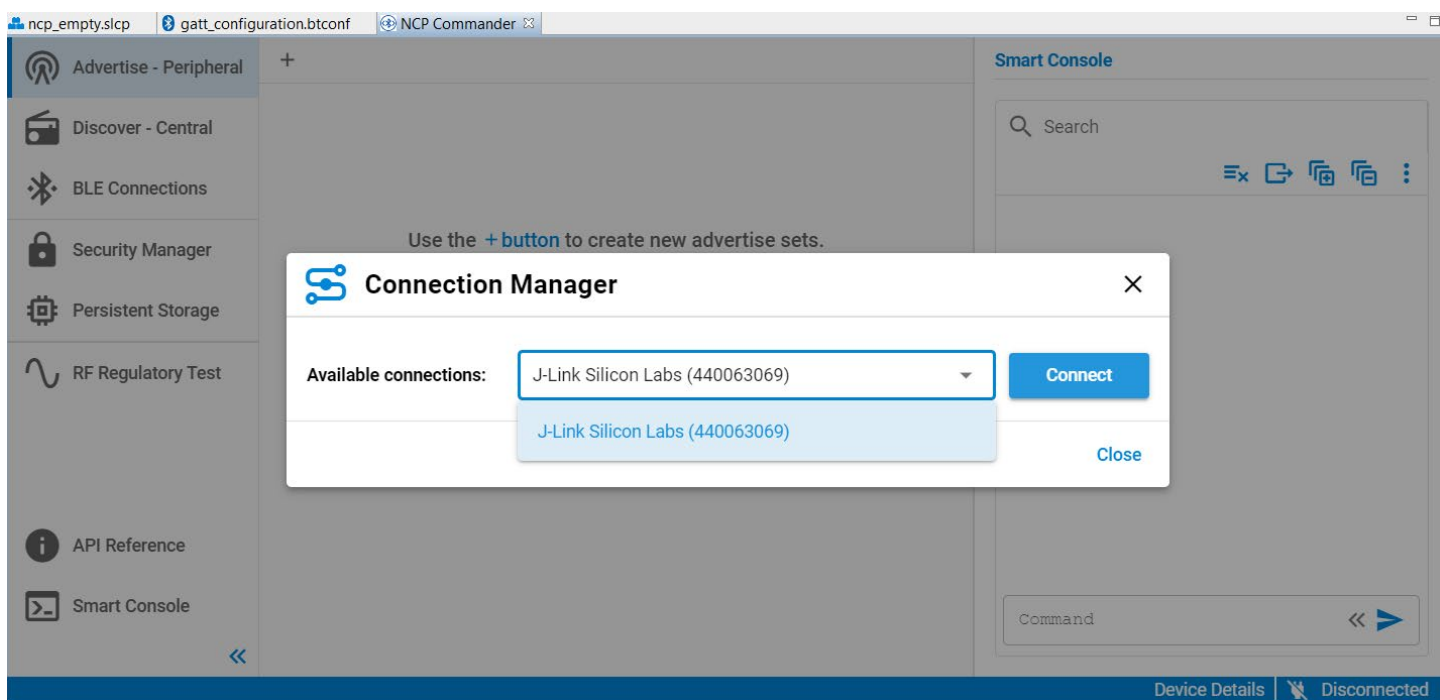 ncp_empty.slcp gatt_configuration.btconf NCP Commander
Advertise - Peripheral
Discover - Central
BLE Connections
Security Manager
Persistent Storage
RF Regulatory Test
API Reference
Smart Console
+
Use the + button to create new advertise sets.
Connection Manager
Available connections: J-Link Silicon Labs (440063069) Connect
J-Link Silicon Labs (440063069)
Close
Smart Console
Search
Command
Device Details Disconnected